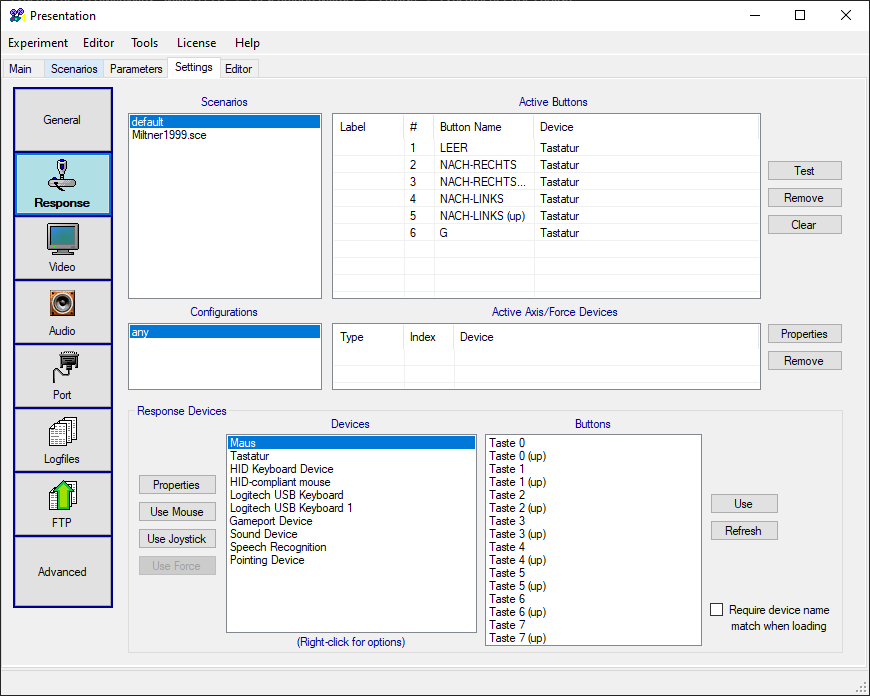 Presentation
Experiment Editor Tools License Help
Main Scenarios Parameters Settings Editor
General
Response
Video
Audio
Port
Logfiles
FTP
Advanced
Scenarios
default
Miltner1999.sce
Active Buttons
Label # Button Name Device
1 LEER Tastatur
2 NACH-RECHTS Tastatur
3 NACH-RECHTS... Tastatur
4 NACH-LINKS Tastatur
5 NACH-LINKS (up) Tastatur
6 G Tastatur
Test
Remove
Clear
Configurations
any
Active Axis/Force Devices
Type Index Device
Properties
Remove
Response Devices
Properties
Use Mouse
Use Joystick
Use Force
Devices
Maus
Tastatur
HID Keyboard Device
HID-compliant mouse
Logitech USB Keyboard
Logitech USB Keyboard 1
Gameport Device
Sound Device
Speech Recognition
Pointing Device
(Right-click for options)
Buttons
Taste 0
Taste 0 (up)
Taste 1
Taste 1 (up)
Taste 2
Taste 2 (up)
Taste 3
Taste 3 (up)
Taste 4
Taste 4 (up)
Taste 5
Taste 5 (up)
Taste 6
Taste 6 (up)
Taste 7
Taste 7 (up)
Use
Refresh
Require device name
match when loading